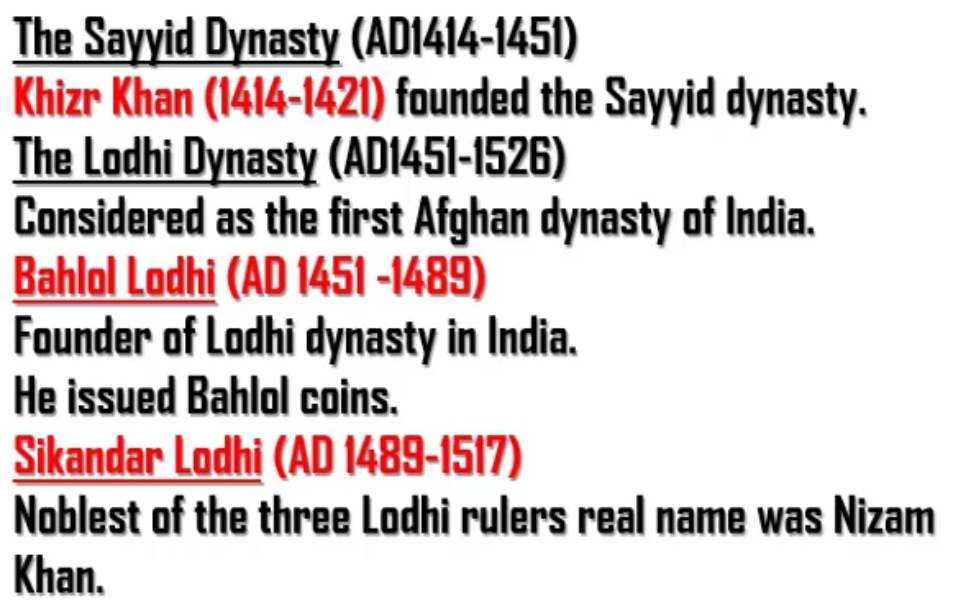 The Sayyid Dynasty (AD1414-1451)
Khizr Khan (1414-1421) founded the Sayyid dynasty.
The Lodhi Dynasty (AD1451-1526)
Considered as the first Afghan dynasty of India.
Bahlol Lodhi (AD 1451 -1489)
Founder of Lodhi dynasty in India.
He issued Bahlol coins.
Sikandar Lodhi (AD 1489-1517)
Noblest of the three Lodhi rulers real name was Nizam
Khan.